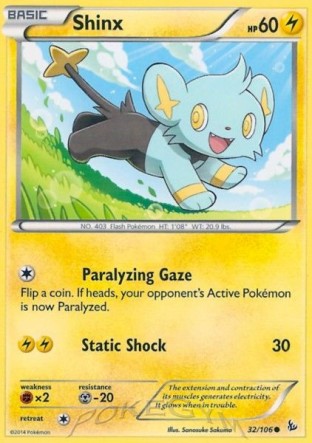 BASIC
Shinx
HP 60
NO. 403 Flash Pokémon HT: 1'08" WT: 20.9 lbs.
Paralyzing Gaze
Flip a coin. If heads, your opponent's Active Pokémon
is now Paralyzed.
Static Shock 30
weakness resistance
×2 -20
retreat
The extension and contraction of
its muscles generates electricity.
It glows when in trouble.
Illus. Sanosuke Sakuma 32/106
©2014 Pokémon